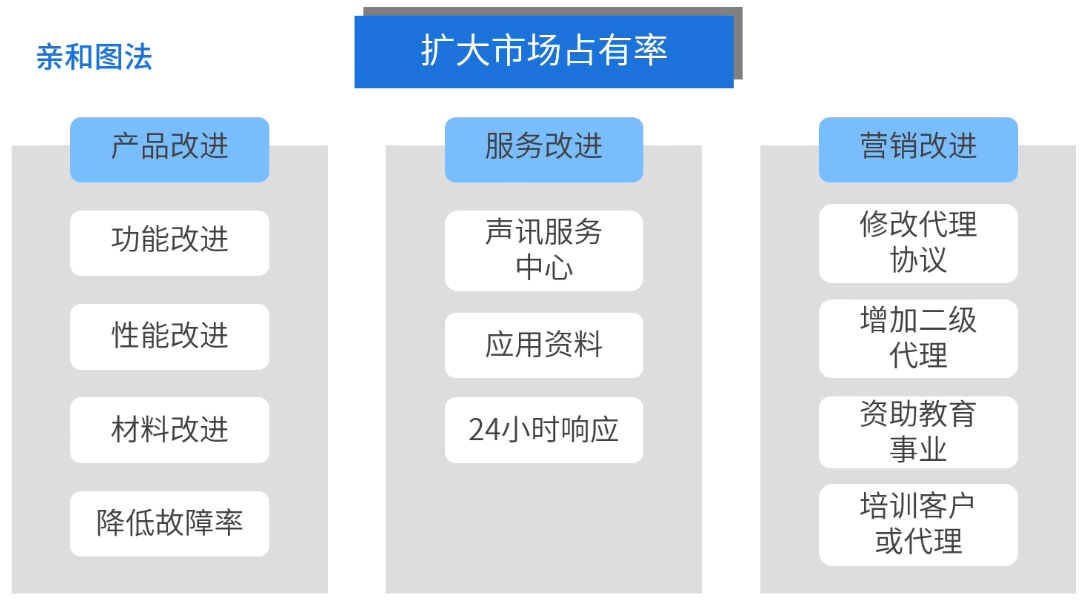 亲和图法
扩大市场占有率
产品改进
功能改进
性能改进
材料改进
降低故障率
服务改进
声讯服务
中心
应用资料
24小时响应
营销改进
修改代理
协议
增加二级
代理
资助教育
事业
培训客户
或代理